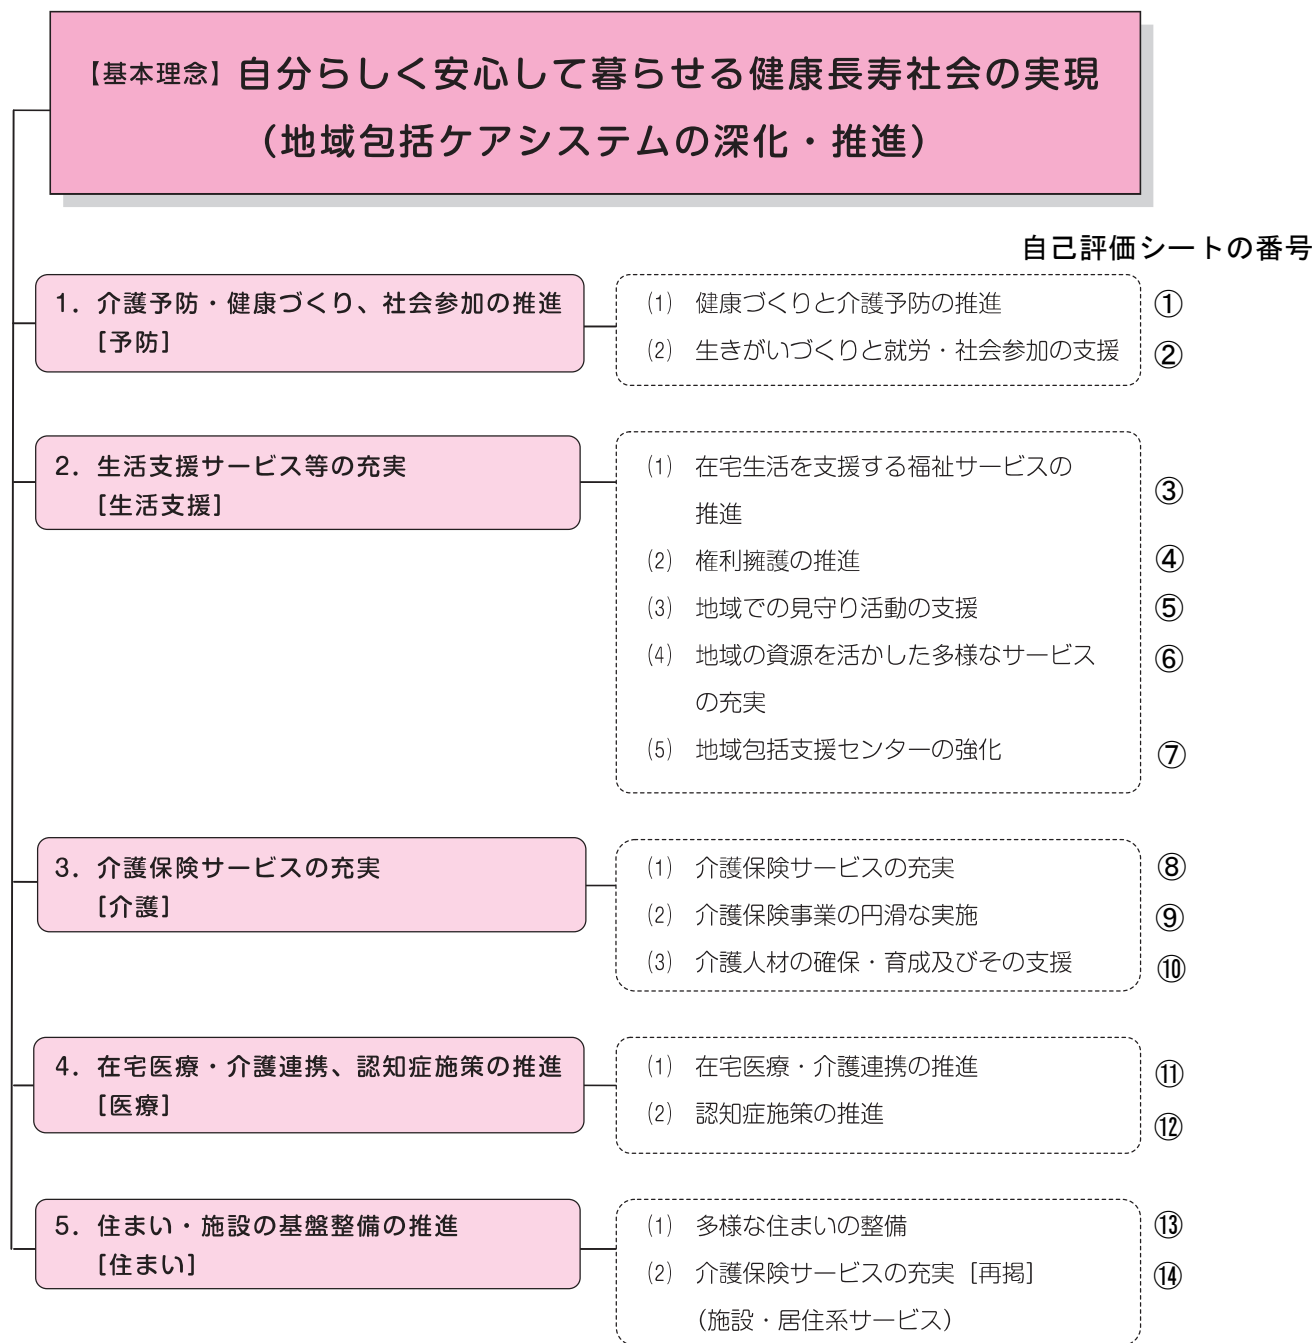 【基本理念】自分らしく安心して暮らせる健康長寿社会の実現
（地域包括ケアシステムの深化・推進）
自己評価シートの番号
1. 介護予防・健康づくり、社会参加の推進
[予防]
(1) 健康づくりと介護予防の推進 ①
(2) 生きがいづくりと就労・社会参加の支援 ②
2. 生活支援サービス等の充実
[生活支援]
(1) 在宅生活を支援する福祉サービスの
推進 ③
(2) 権利擁護の推進 ④
(3) 地域での見守り活動の支援 ⑤
(4) 地域の資源を活かした多様なサービス ⑥
の充実
(5) 地域包括支援センターの強化 ⑦
3. 介護保険サービスの充実
[介護]
(1) 介護保険サービスの充実 ⑧
(2) 介護保険事業の円滑な実施 ⑨
(3) 介護人材の確保・育成及びその支援 ⑩
4. 在宅医療・介護連携、認知症施策の推進
[医療]
(1) 在宅医療・介護連携の推進 ⑪
(2) 認知症施策の推進 ⑫
5. 住まい・施設の基盤整備の推進
[住まい]
(1) 多様な住まいの整備 ⑬
(2) 介護保険サービスの充実［再掲］ ⑭
（施設・居住系サービス）